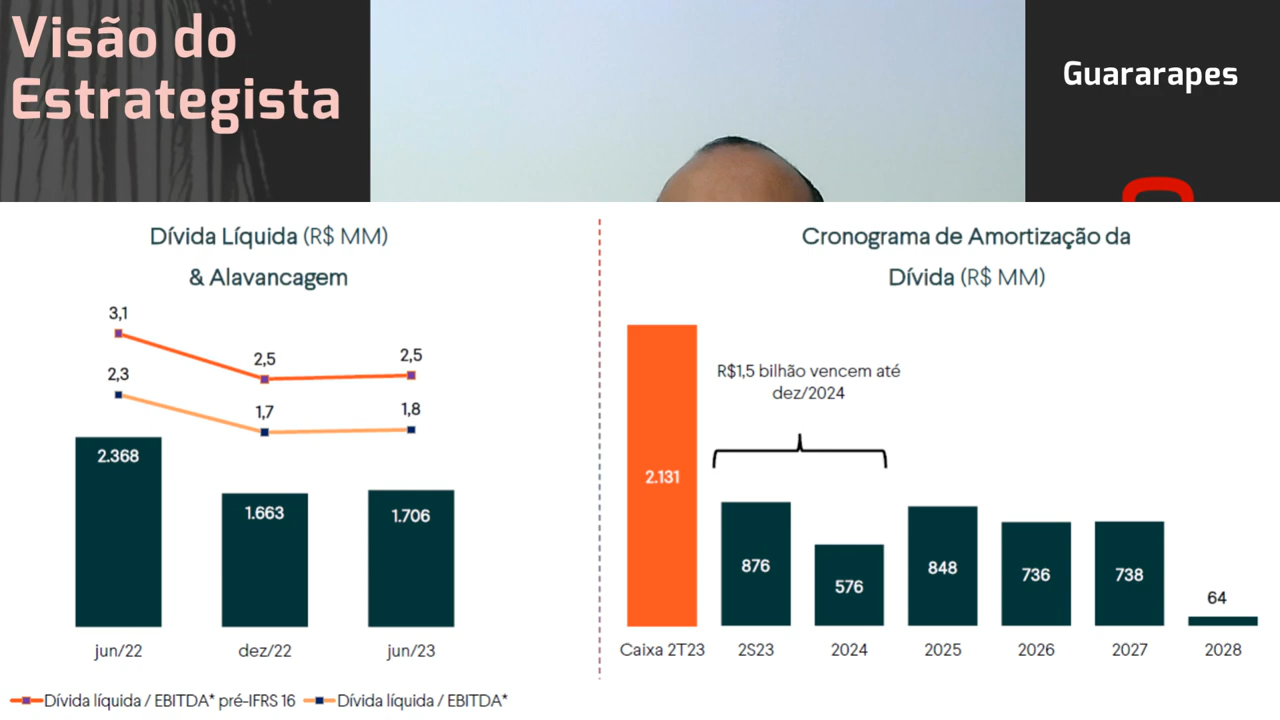 Visão do
Estrategista
Guararapes
Dívida Líquida (R$ MM)
& Alavancagem
3,1
2,5
2,5
2,3
1,7
1,8
2.368
1.663
1.706
jun/22
dez/22
jun/23
Dívida líquida / EBITDA* pré-IFRS 16
Dívida líquida / EBITDA*
Cronograma de Amortização da
Dívida (R$ MM)
R$1,5 bilhão vencem até
dez/2024
2.131
876
576
848
736
738
64
Caixa 2T23
2S23
2024
2025
2026
2027
2028